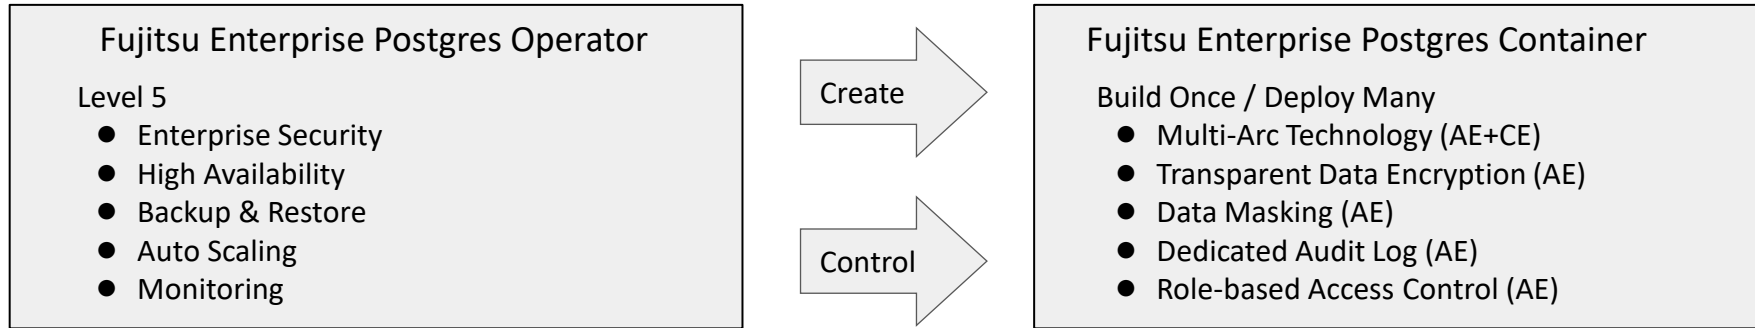 Fujitsu Enterprise Postgres Operator
Level 5
● Enterprise Security
● High Availability
● Backup & Restore
● Auto Scaling
● Monitoring
Create
Control
Fujitsu Enterprise Postgres Container
Build Once / Deploy Many
● Multi-Arc Technology (AE+CE)
● Transparent Data Encryption (AE)
● Data Masking (AE)
● Dedicated Audit Log (AE)
● Role-based Access Control (AE)